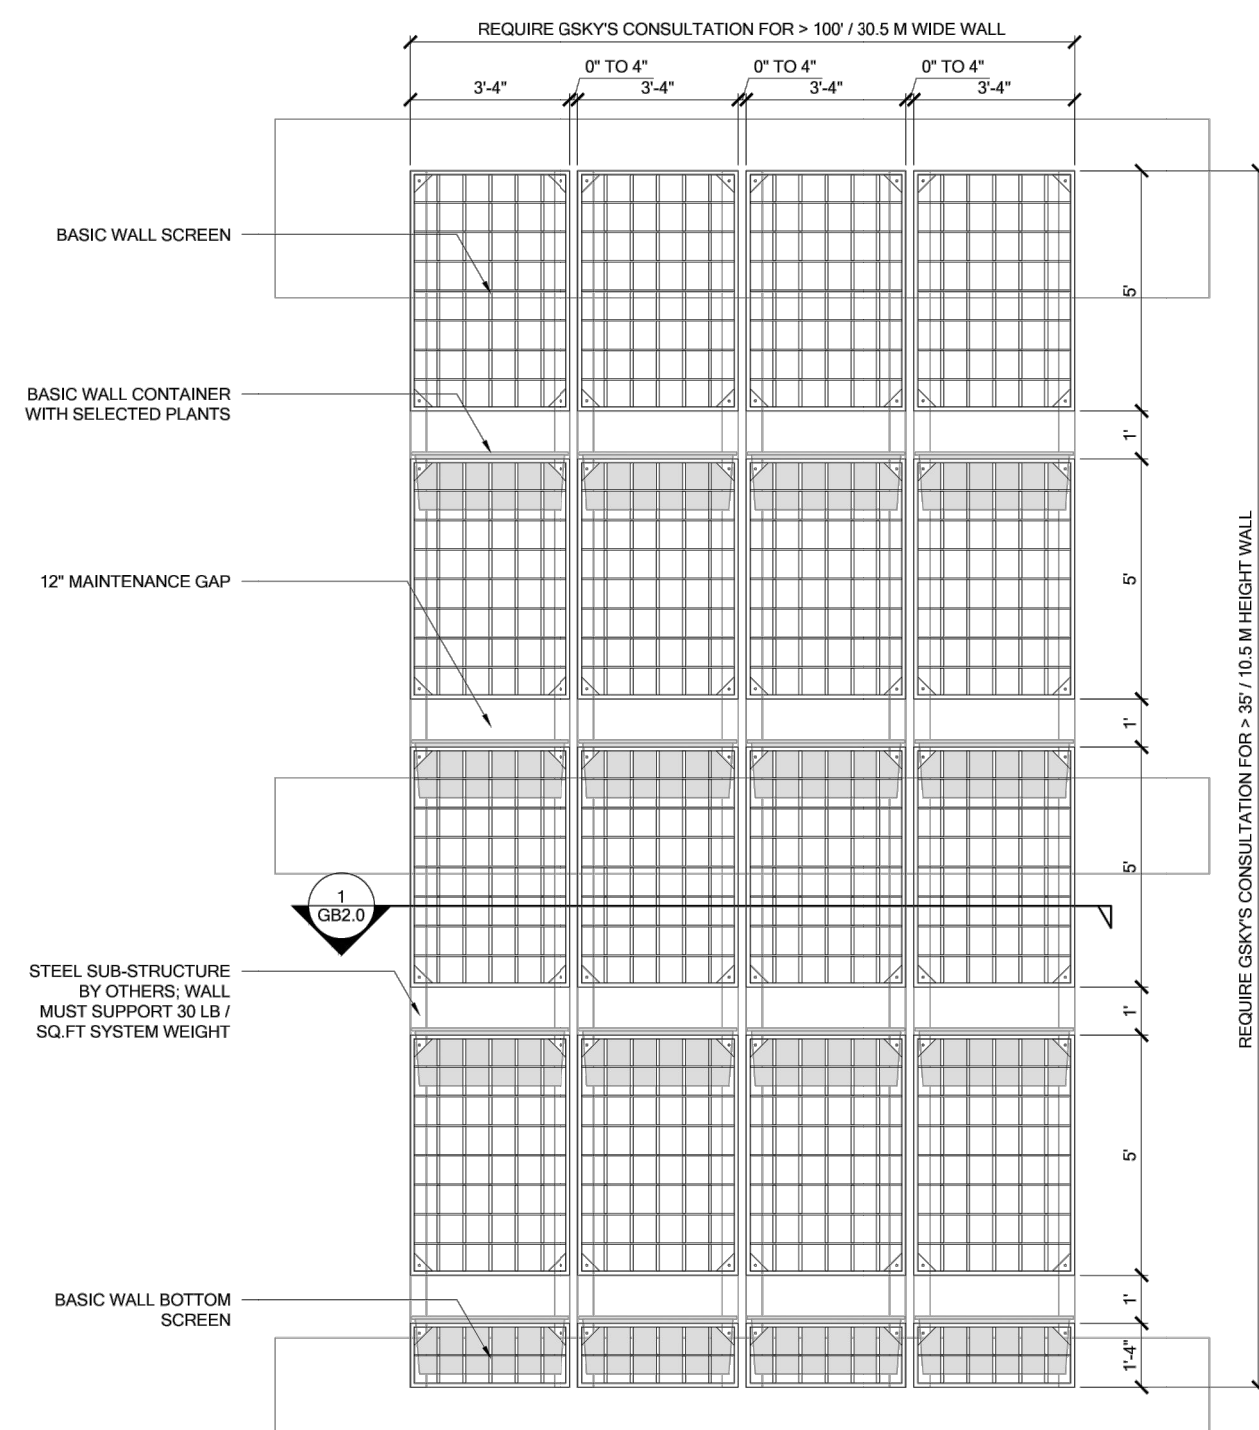 REQUIRE GSKY'S CONSULTATION FOR > 100' / 30.5 M WIDE WALL
0" TO 4"
0" TO 4"
0" TO 4"
3'-4"
3'-4"
3'-4"
3'-4"
BASIC WALL SCREEN
5'
BASIC WALL CONTAINER
WITH SELECTED PLANTS
1'
12" MAINTENANCE GAP
5'
1'
REQUIRE GSKY'S CONSULTATION FOR > 35' / 10.5 M HEIGHT WALL
5'
1
GB2.0
STEEL SUB-STRUCTURE
BY OTHERS; WALL
MUST SUPPORT 30 LB /
SQ.FT SYSTEM WEIGHT
1'
5'
BASIC WALL BOTTOM
SCREEN
1'
1'-4"